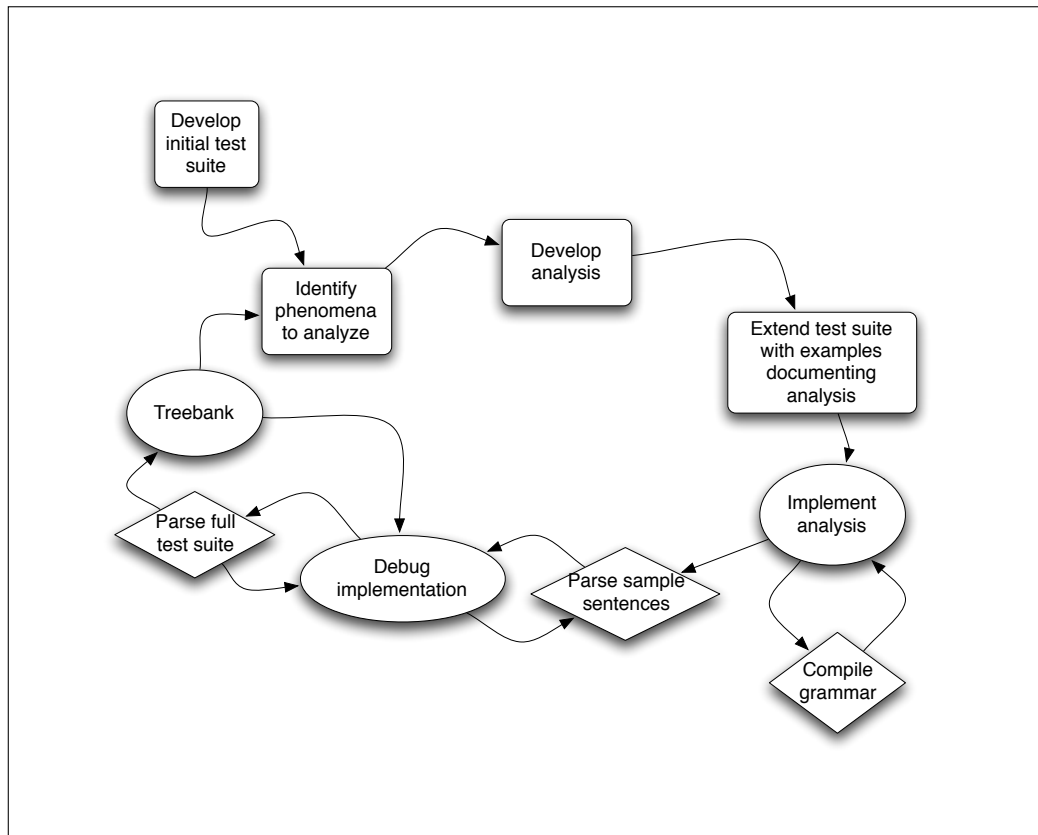 Develop
initial test
suite
Identify
phenomena
to analyze
Develop
analysis
Extend test suite
with examples
documenting
analysis
Treebank
Parse full
test suite
Debug
implementation
Parse sample
sentences
Implement
analysis
Compile
grammar